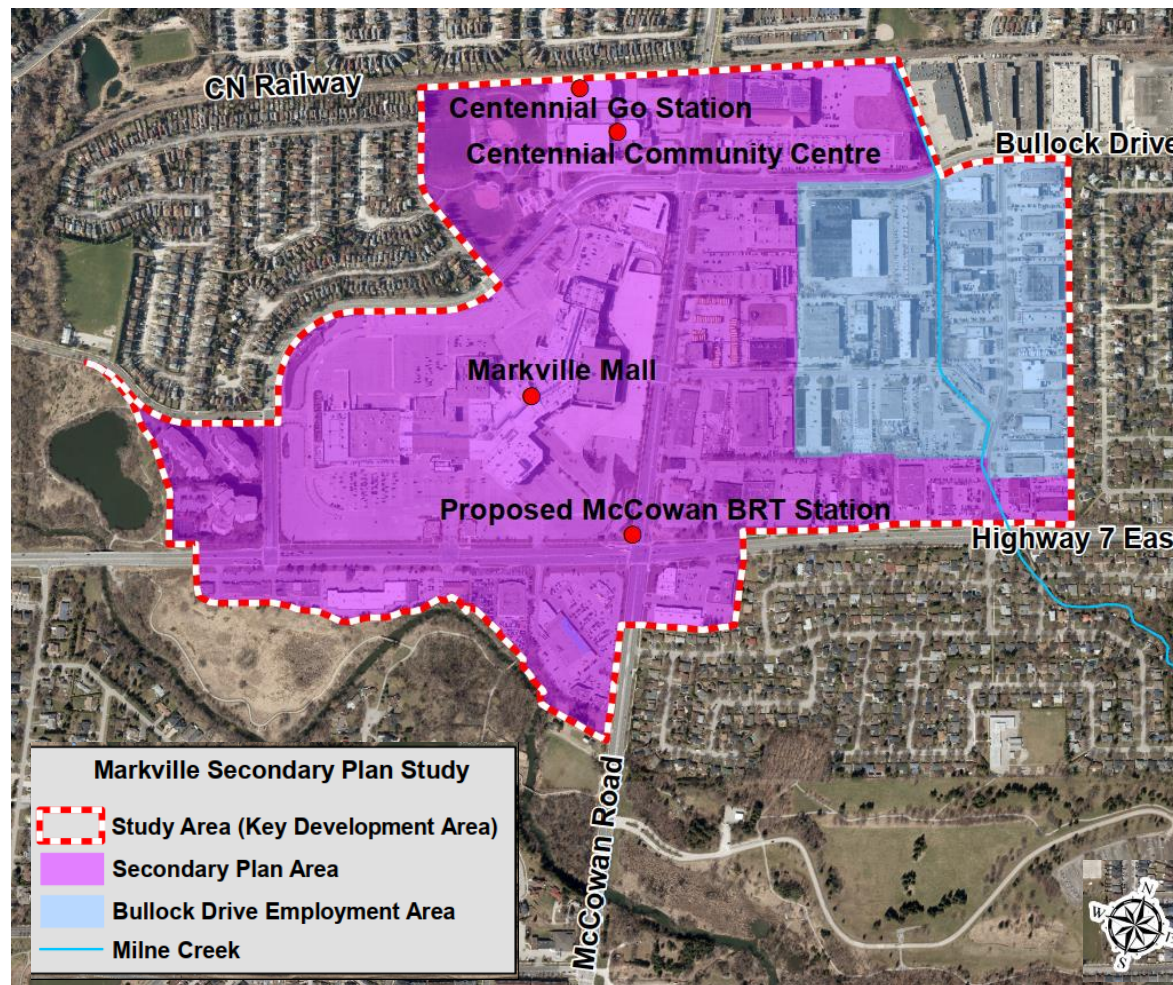 CN Railway
Centennial Go Station
Centennial Community Centre
Bullock Drive
Markville Mall
Proposed McCowan BRT Station
Highway 7 Eas
McCowan Road
Markville Secondary Plan Study
Study Area (Key Development Area)
Secondary Plan Area
Bullock Drive Employment Area
Milne Creek
N
W
E
S